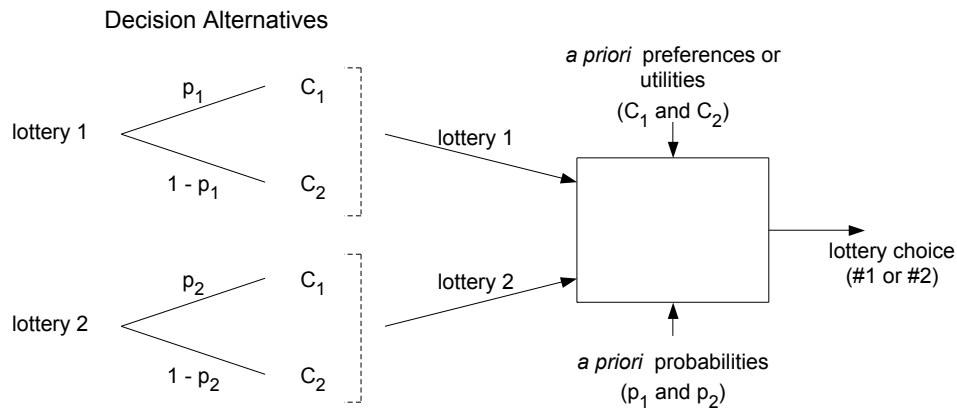 Decision Alternatives
lottery 1
p1
1 - p1
C1
C2
lottery 1
lottery 2
p2
1 - p2
C1
C2
lottery 2
a priori preferences or
utilities
(C1 and C2)
a priori probabilities
(p1 and p2)
lottery choice
(#1 or #2)